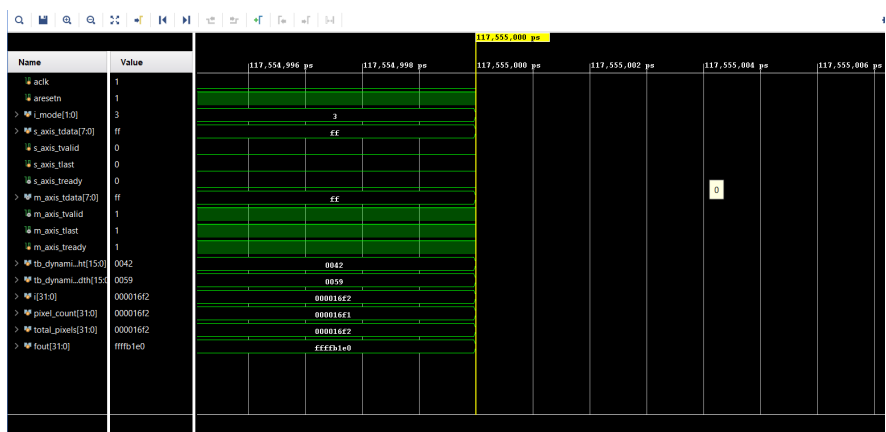 117,555,000 ps
Name Value
117,554,996 ps 117,554,998 ps 117,555,000 ps 117,555,002 ps 117,555,004 ps 117,555,006 ps
aclk 1
aresetn 1
i_mode[1:0] 3 3
s_axis_tdata[7:0] ff ff
s_axis_tvalid 0
s_axis_tlast 0
s_axis_tready 0
0
m_axis_tdata[7:0] ff ff
m_axis_tvalid 1
m_axis_tlast 1
m_axis_tready 1
tb_dynami...ht[15:0] 0042 0042
tb_dynami...dth[15:0 0059 0059
i[31:0] 000016f2 000016f2
pixel_count[31:0] 000016f2 000016f1
total_pixels[31:0] 000016f2 000016f2
fout[31:0] ffffb1e0 ffffb1e0